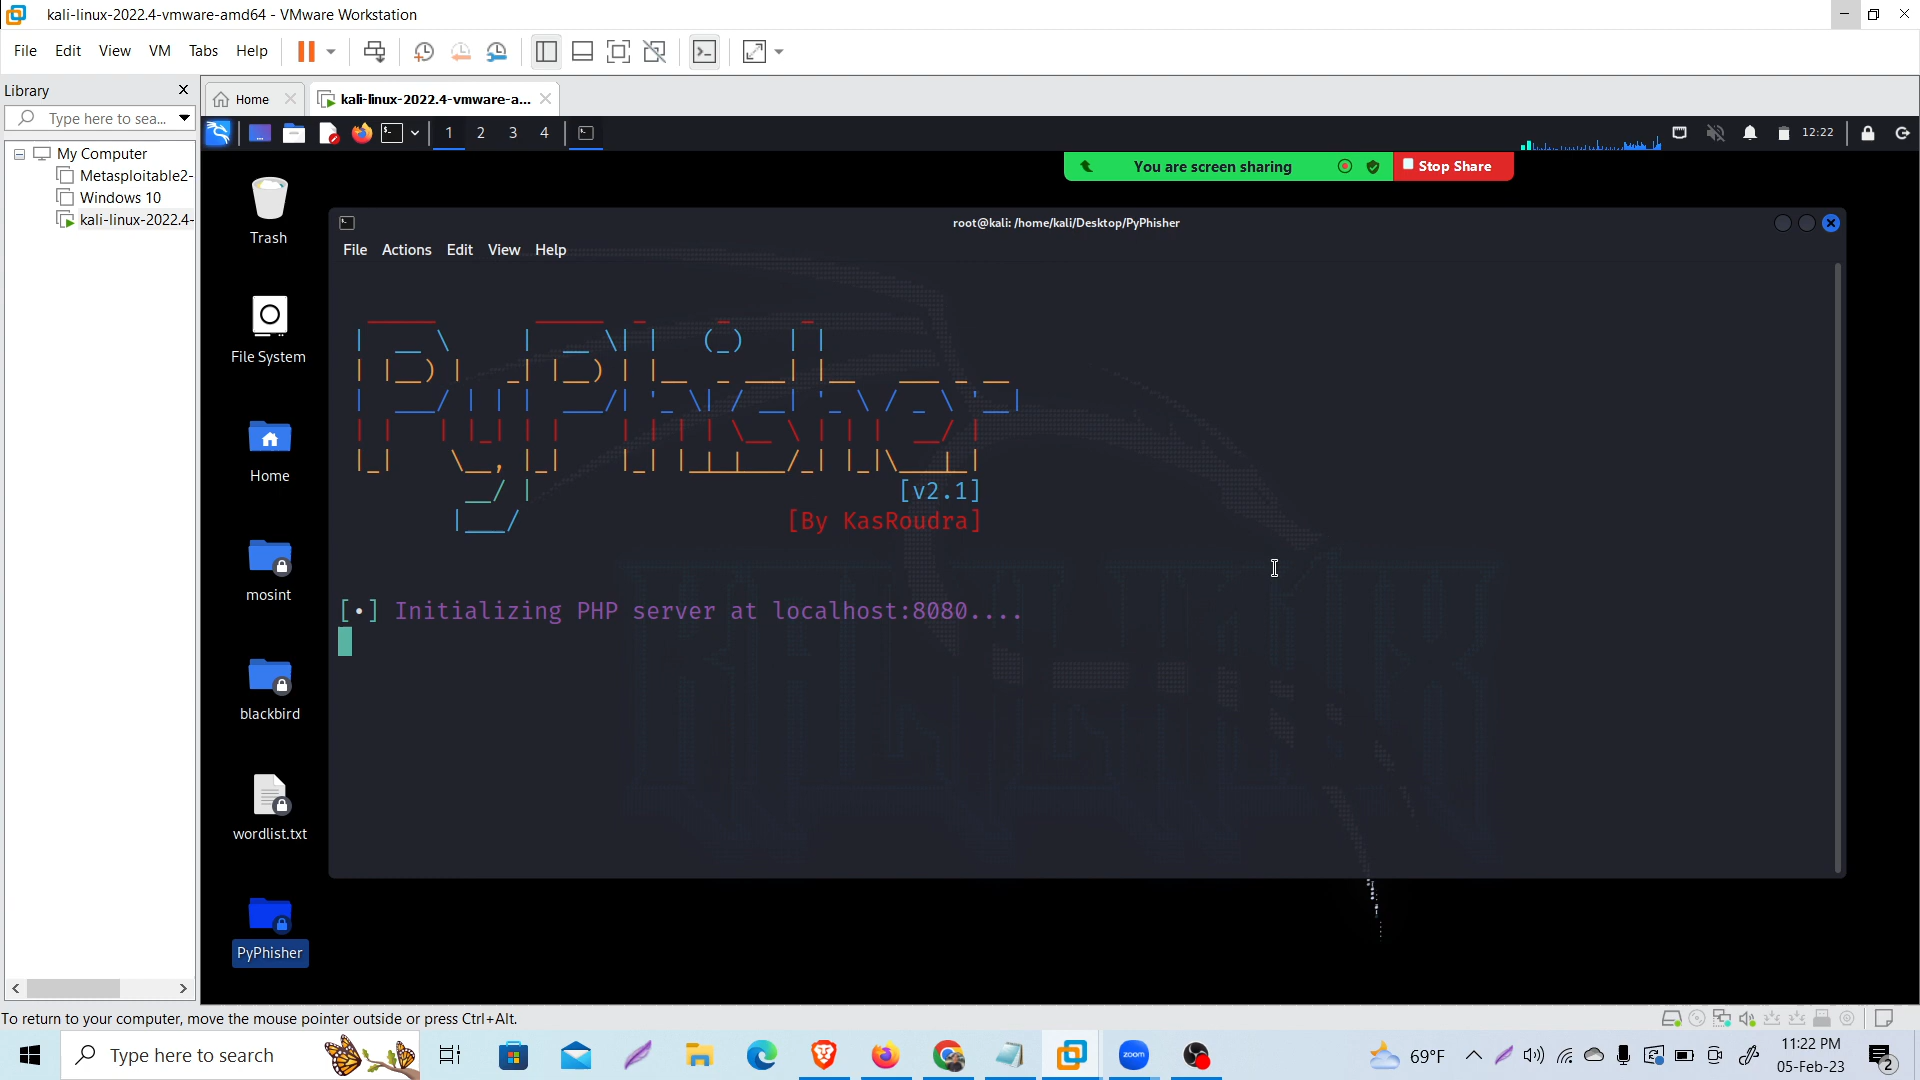 kali-linux-2022.4-vmware-amd64 - VMware Workstation
File Edit View VM Tabs Help
Library
Home
kali-linux-2022.4-vmware-a...
Type here to sea...
1 2 3 4
12:22
My Computer
Metasploitable2-
Windows 10
kali-linux-2022.4-
You are screen sharing
Stop Share
Trash
File System
Home
mosint
blackbird
wordlist.txt
PyPhisher
root@kali: /home/kali/Desktop/PyPhisher
File Actions Edit View Help
PyPhisher
[v2.1]
[By KasRoudra]
[•] Initializing PHP server at localhost:8080....
To return to your computer, move the mouse pointer outside or press Ctrl+Alt.
Type here to search
zoom
69°F
11:22 PM
05-Feb-23
2